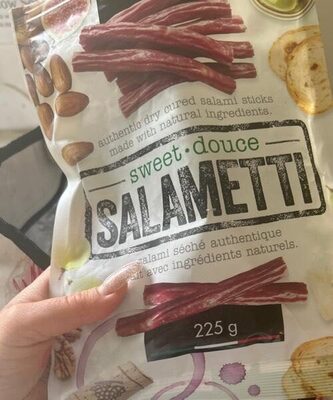 authentic dry cured salami sticks
made with natural ingredients.
sweet • douce
SALAMETTI
salami séché authentique
fait avec ingrédients naturels.
225 g